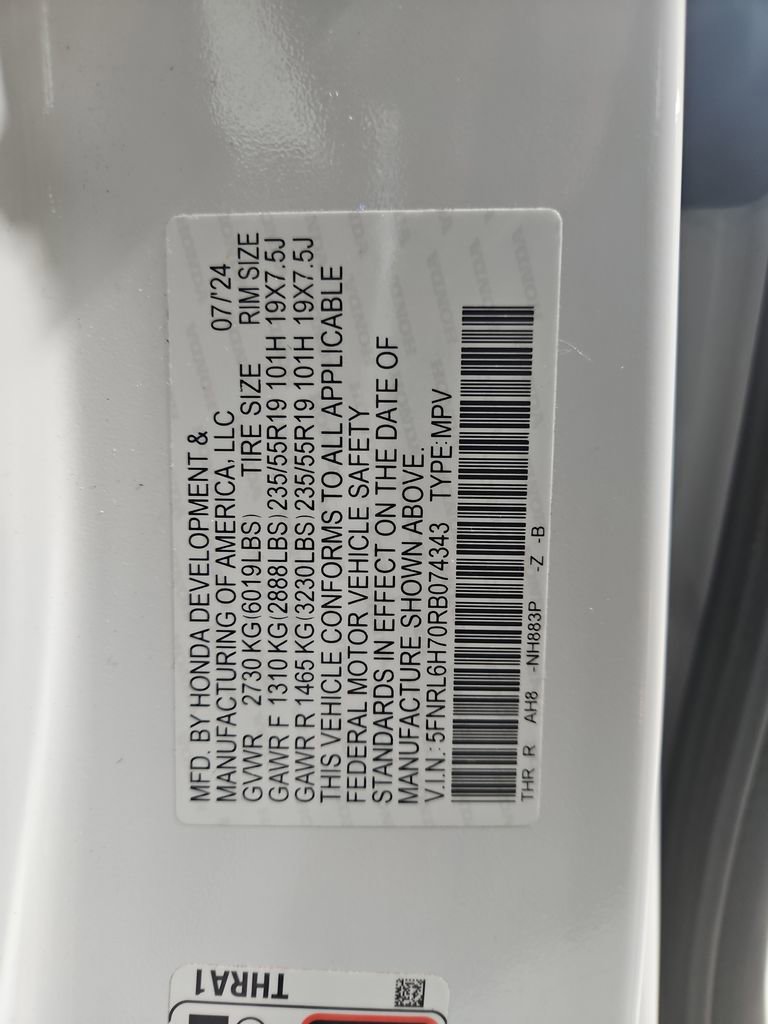 MFD. BY HONDA DEVELOPMENT &
MANUFACTURING OF AMERICA, LLC 07/'24
GVWR 2730 KG(6019LBS) TIRE SIZE RIM SIZE
GAWR F 1310 KG(2888LBS)235/55R19 101H 19X7.5J
GAWR R 1465 KG(3230LBS)235/55R19 101H 19X7.5J
THIS VEHICLE CONFORMS TO ALL APPLICABLE
FEDERAL MOTOR VEHICLE SAFETY
STANDARDS IN EFFECT ON THE DATE OF
MANUFACTURE SHOWN ABOVE.
V.I.N.: 5FNRL6H70RB074343 TYPE:MPV
THR R AH8 -NH883P -Z -B
THRA1